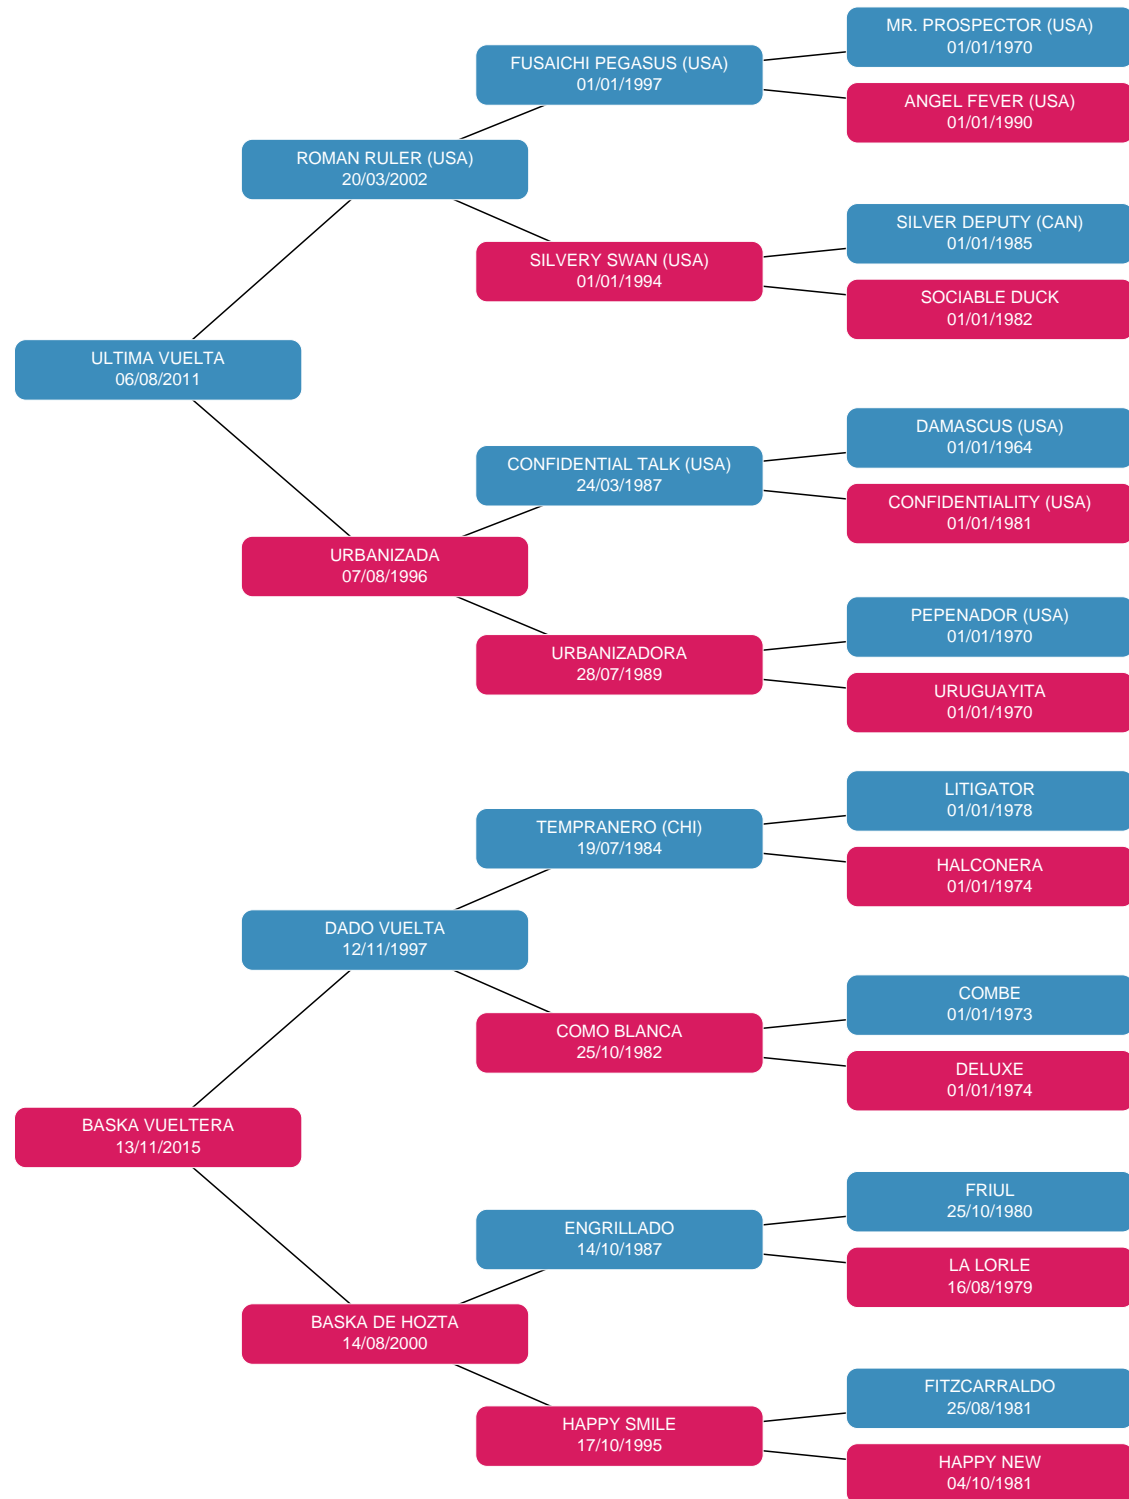 MR. PROSPECTOR (USA)
01/01/1970
FUSAICHI PEGASUS (USA)
01/01/1997
ANGEL FEVER (USA)
01/01/1990
ROMAN RULER (USA)
20/03/2002
SILVER DEPUTY (CAN)
01/01/1985
SILVERY SWAN (USA)
01/01/1994
SOCIABLE DUCK
01/01/1982
ULTIMA VUELTA
06/08/2011
DAMASCUS (USA)
01/01/1964
CONFIDENTIAL TALK (USA)
24/03/1987
CONFIDENTIALITY (USA)
01/01/1981
URBANIZADA
07/08/1996
PEPENADOR (USA)
01/01/1970
URBANIZADORA
28/07/1989
URUGUAYITA
01/01/1970
LITIGATOR
01/01/1978
TEMPRANERO (CHI)
19/07/1984
HALCONERA
01/01/1974
DADO VUELTA
12/11/1997
COMBE
01/01/1973
COMO BLANCA
25/10/1982
DELUXE
01/01/1974
BASKA VUELTERA
13/11/2015
FRIUL
25/10/1980
ENGRILLADO
14/10/1987
LA LORLE
16/08/1979
BASKA DE HOZTA
14/08/2000
FITZCARRALDO
25/08/1981
HAPPY SMILE
17/10/1995
HAPPY NEW
04/10/1981